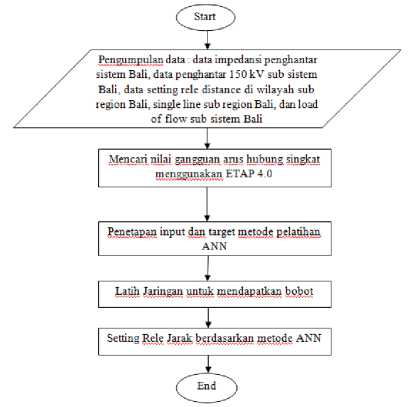 Start
Pengumpulan data : data impedansi penghantar
sistem Bali, data penghantar 150 kV sub sistem
Bali, data setting rele distance di wilayah sub
region Bali, single line sub region Bali, dan load
of flow sub sistem Bali
Mencari nilai gangguan arus hubung singkat
menggunakan ETAP 4.0
Penetapan input dan target metode pelatihan
ANN
Latih Jaringan untuk mendapatkan bobot
Setting Rele Jarak berdasarkan metode ANN
End